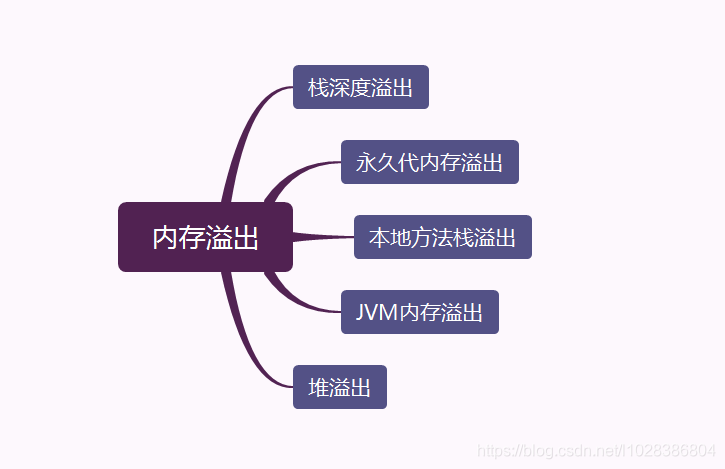 栈深度溢出
永久代内存溢出
内存溢出
本地方法栈溢出
JVM内存溢出
堆溢出
https://blog.csdn.net/l1028386804